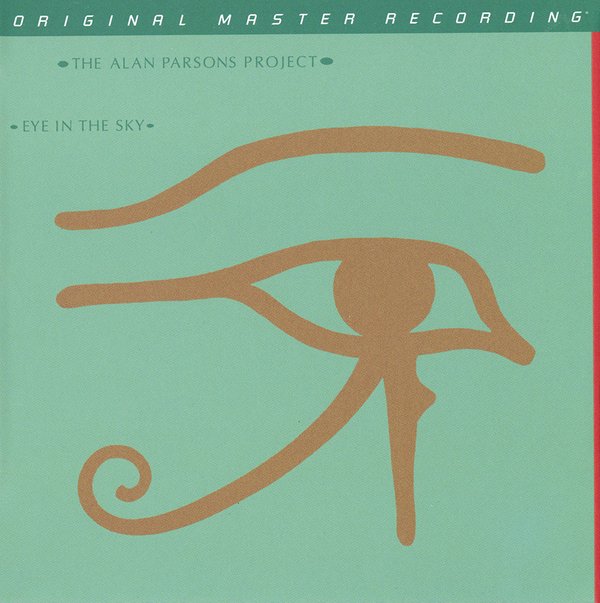 ORIGINAL MASTER RECORDING
•THE ALAN PARSONS PROJECT•
•EYE IN THE SKY•